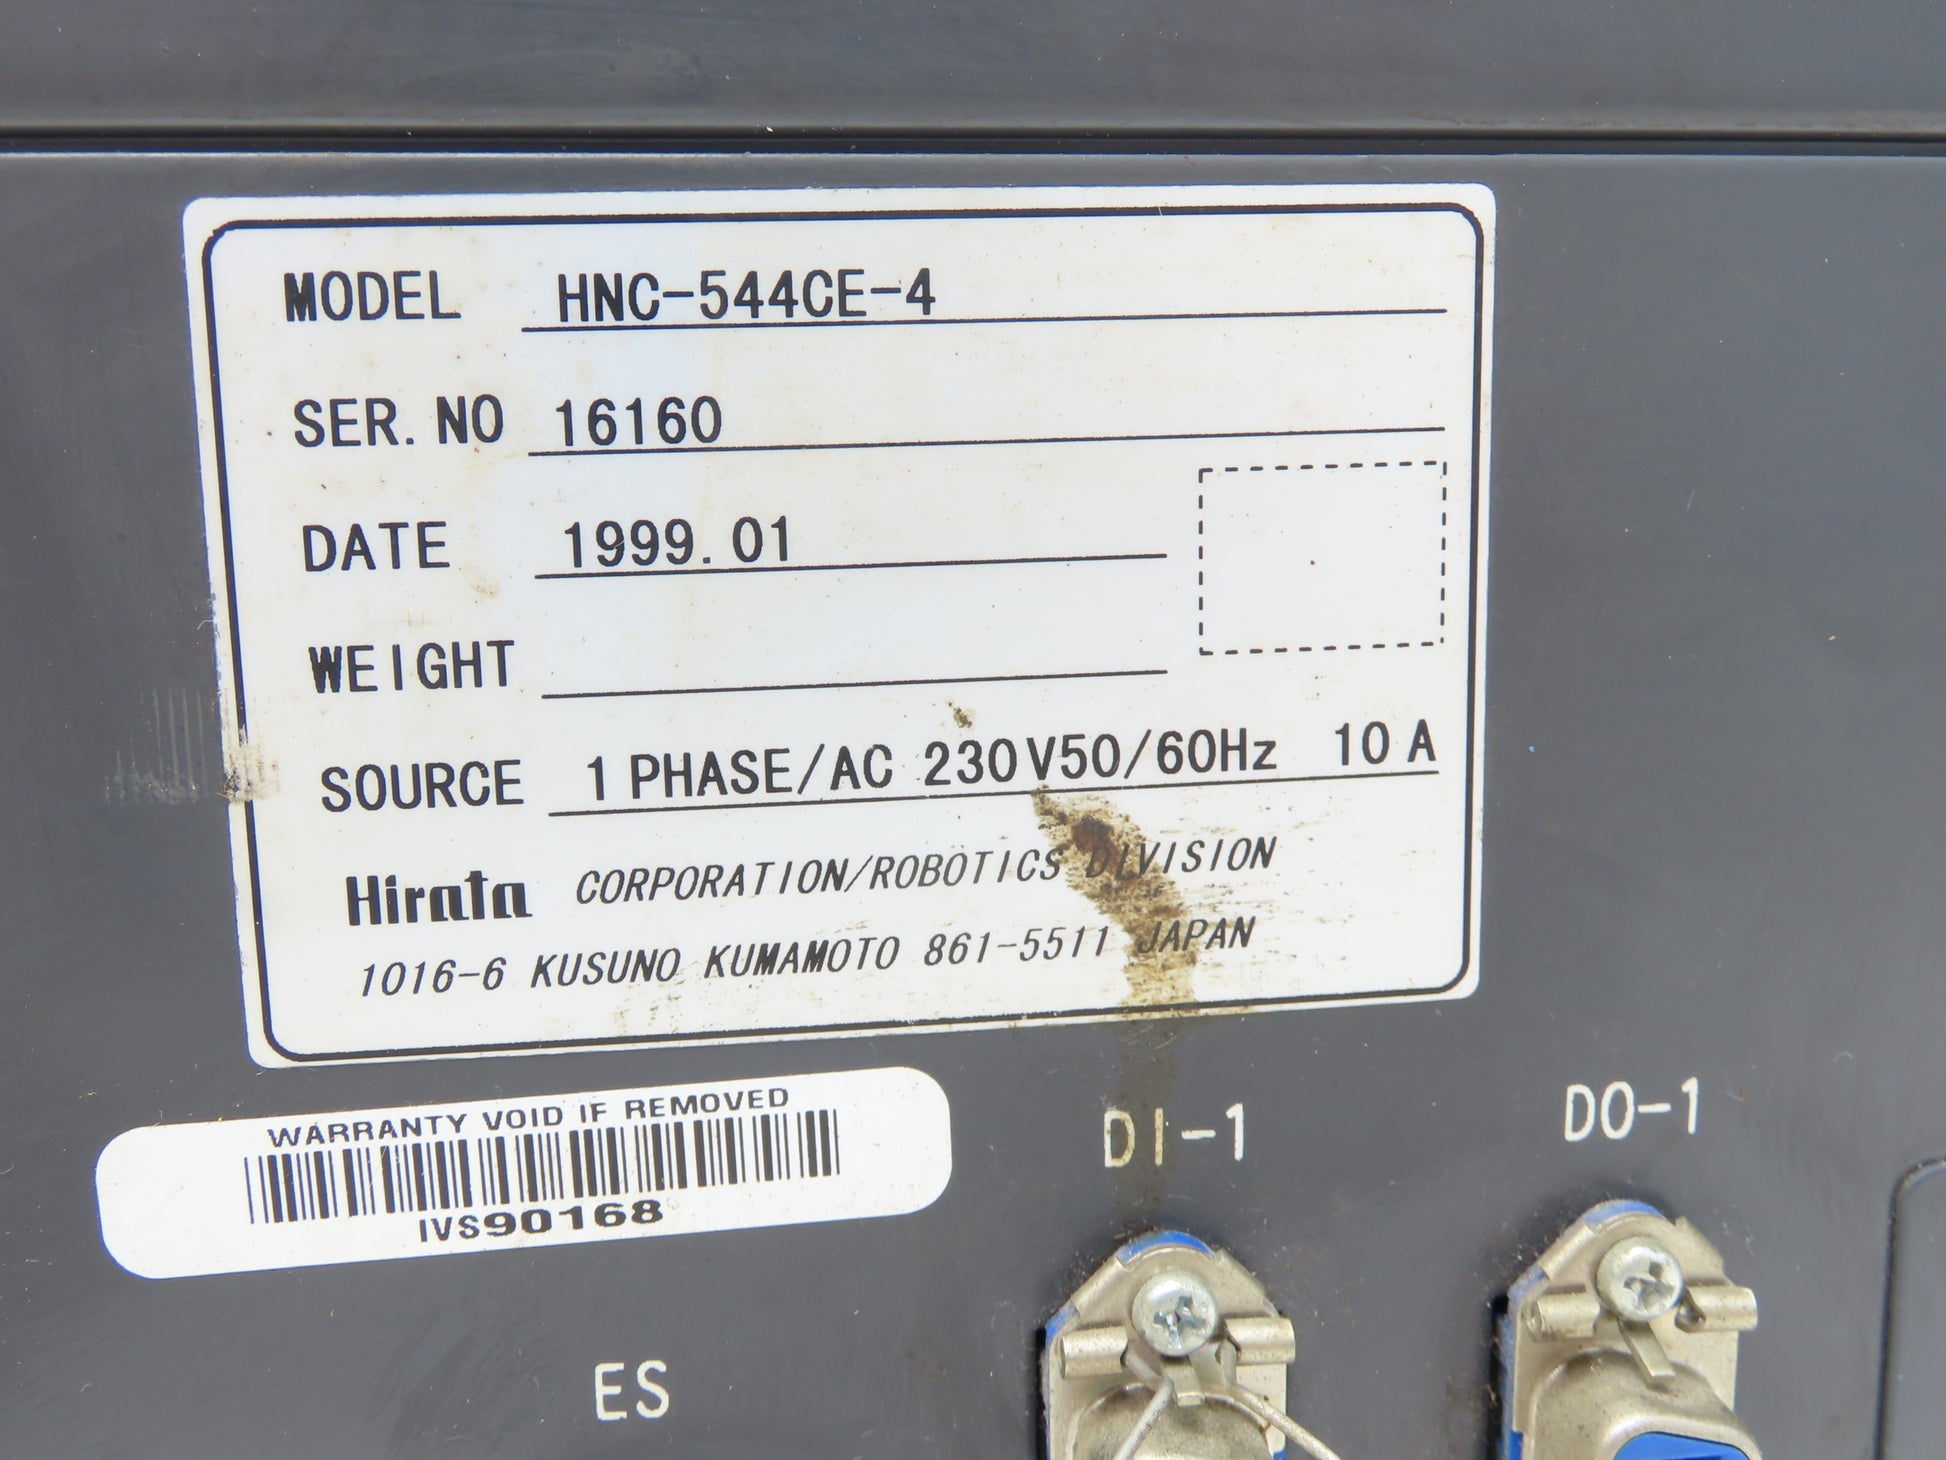 MODEL HNC-544CE-4
SER. NO 16160
DATE 1999. 01
WEIGHT
SOURCE 1 PHASE/AC 230V50/60Hz 10 A
Hirata CORPORATION/ROBOTICS DIVISION
1016-6 KUSUNO KUMAMOTO 861-5511 JAPAN
WARRANTY VOID IF REMOVED
IVS90168
DI-1
DO-1
ES